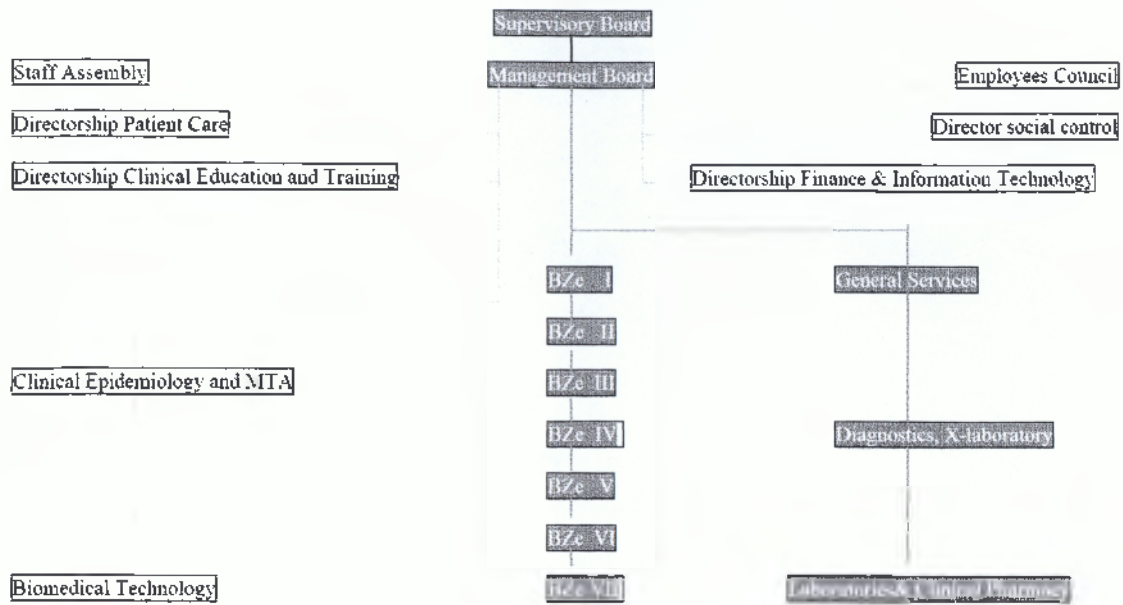 Supervisory Board
Staff Assembly
Management Board
Employees Council
Directorship Patient Care
Director social control
Directorship Clinical Education and Training
Directorship Finance & Information Technology
BZe I
General Services
BZe II
Clinical Epidemiology and MTA
BZe III
BZe IV
Diagnostics, X-laboratory
BZe V
BZe VI
Biomedical Technology
BZe
& Clinical Pharmacy